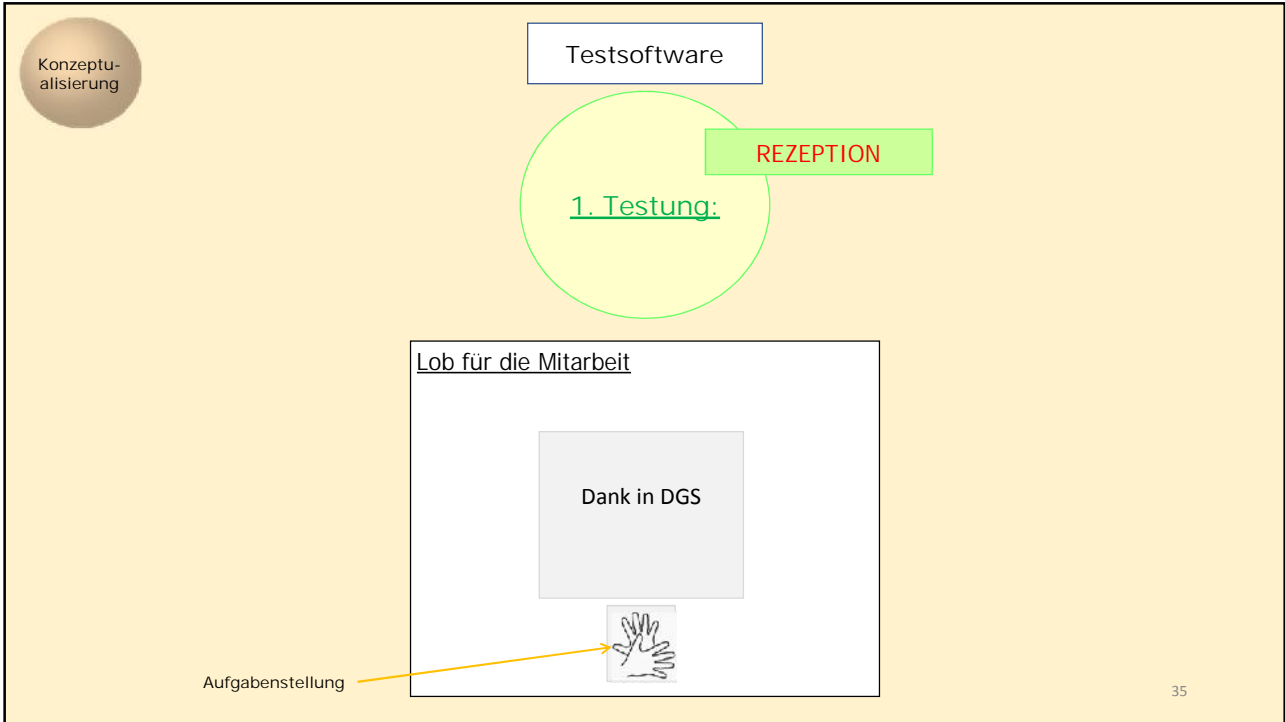 Konzeptu-
alisierung
Testsoftware
REZEPTION
1. Testung:
Lob für die Mitarbeit
Dank in DGS
Aufgabenstellung
35